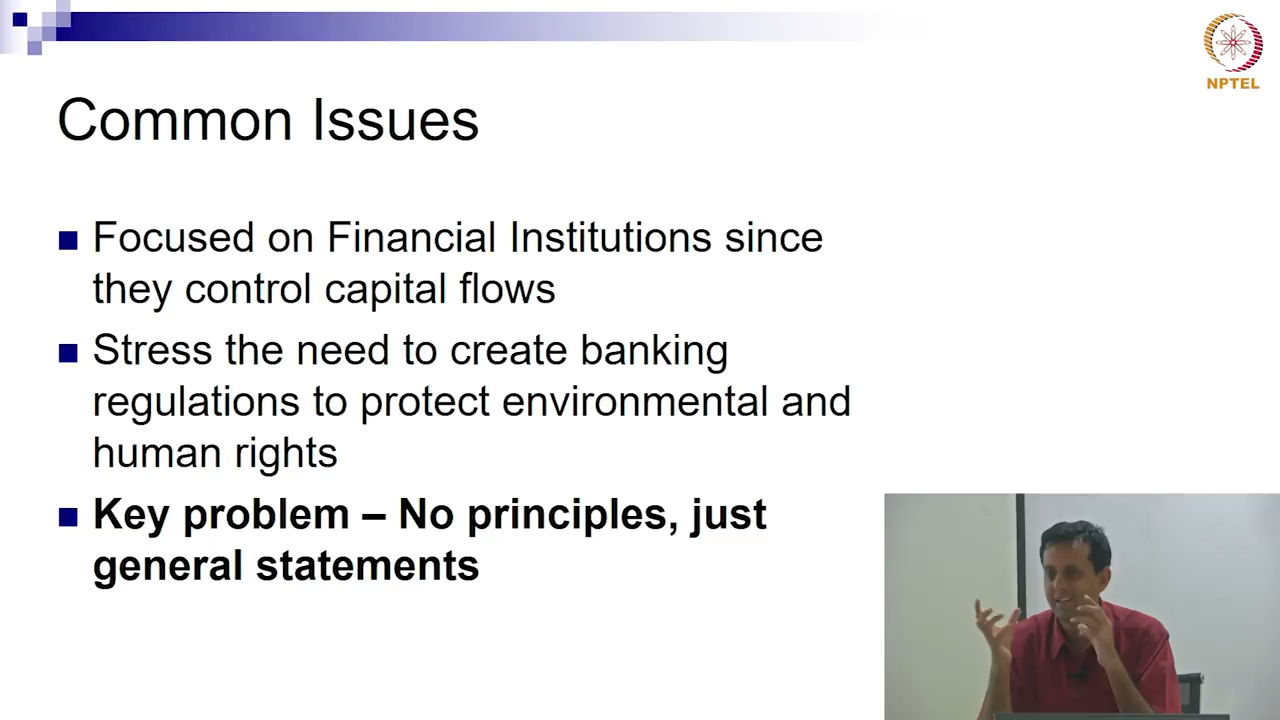 NPTEL
Common Issues
Focused on Financial Institutions since
they control capital flows
Stress the need to create banking
regulations to protect environmental and
human rights
Key problem – No principles, just
general statements